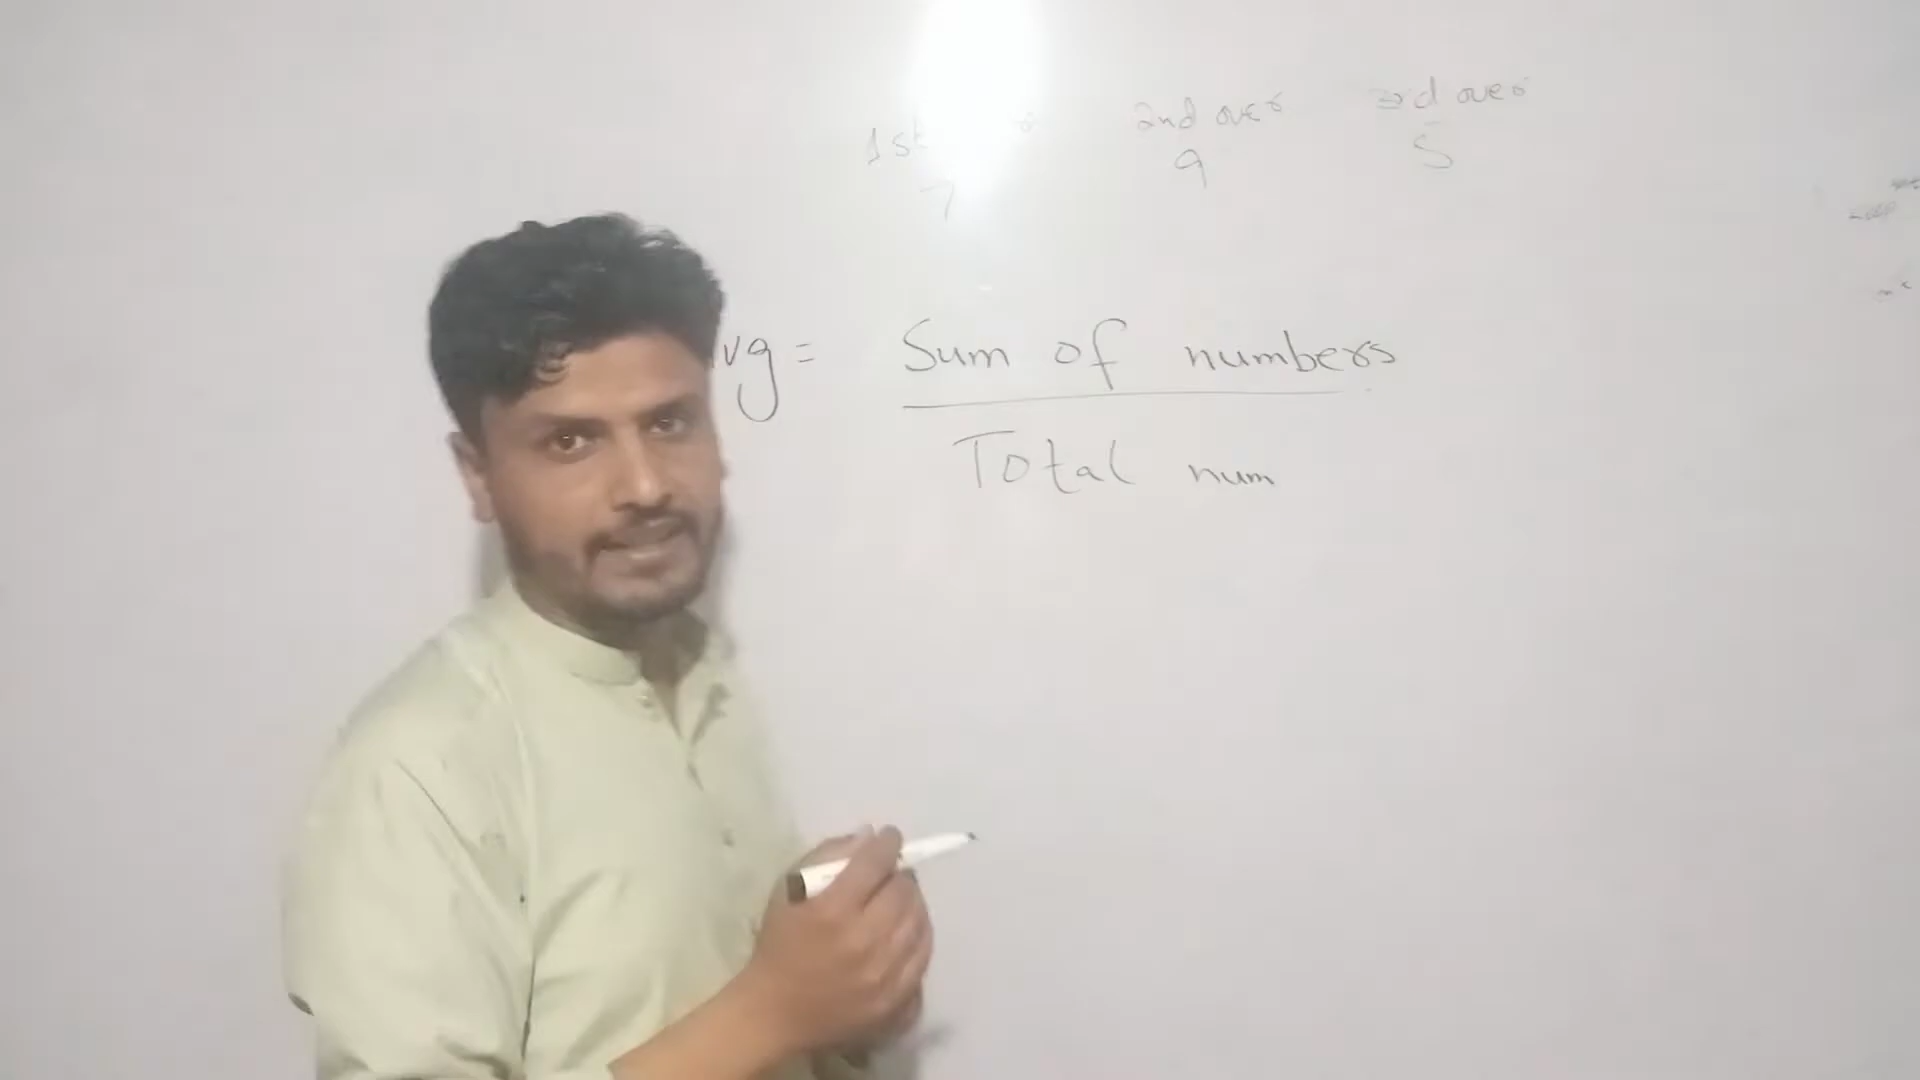 1st 2nd over 3rd over
7 9 5
vg = Sum of numbers
Total num